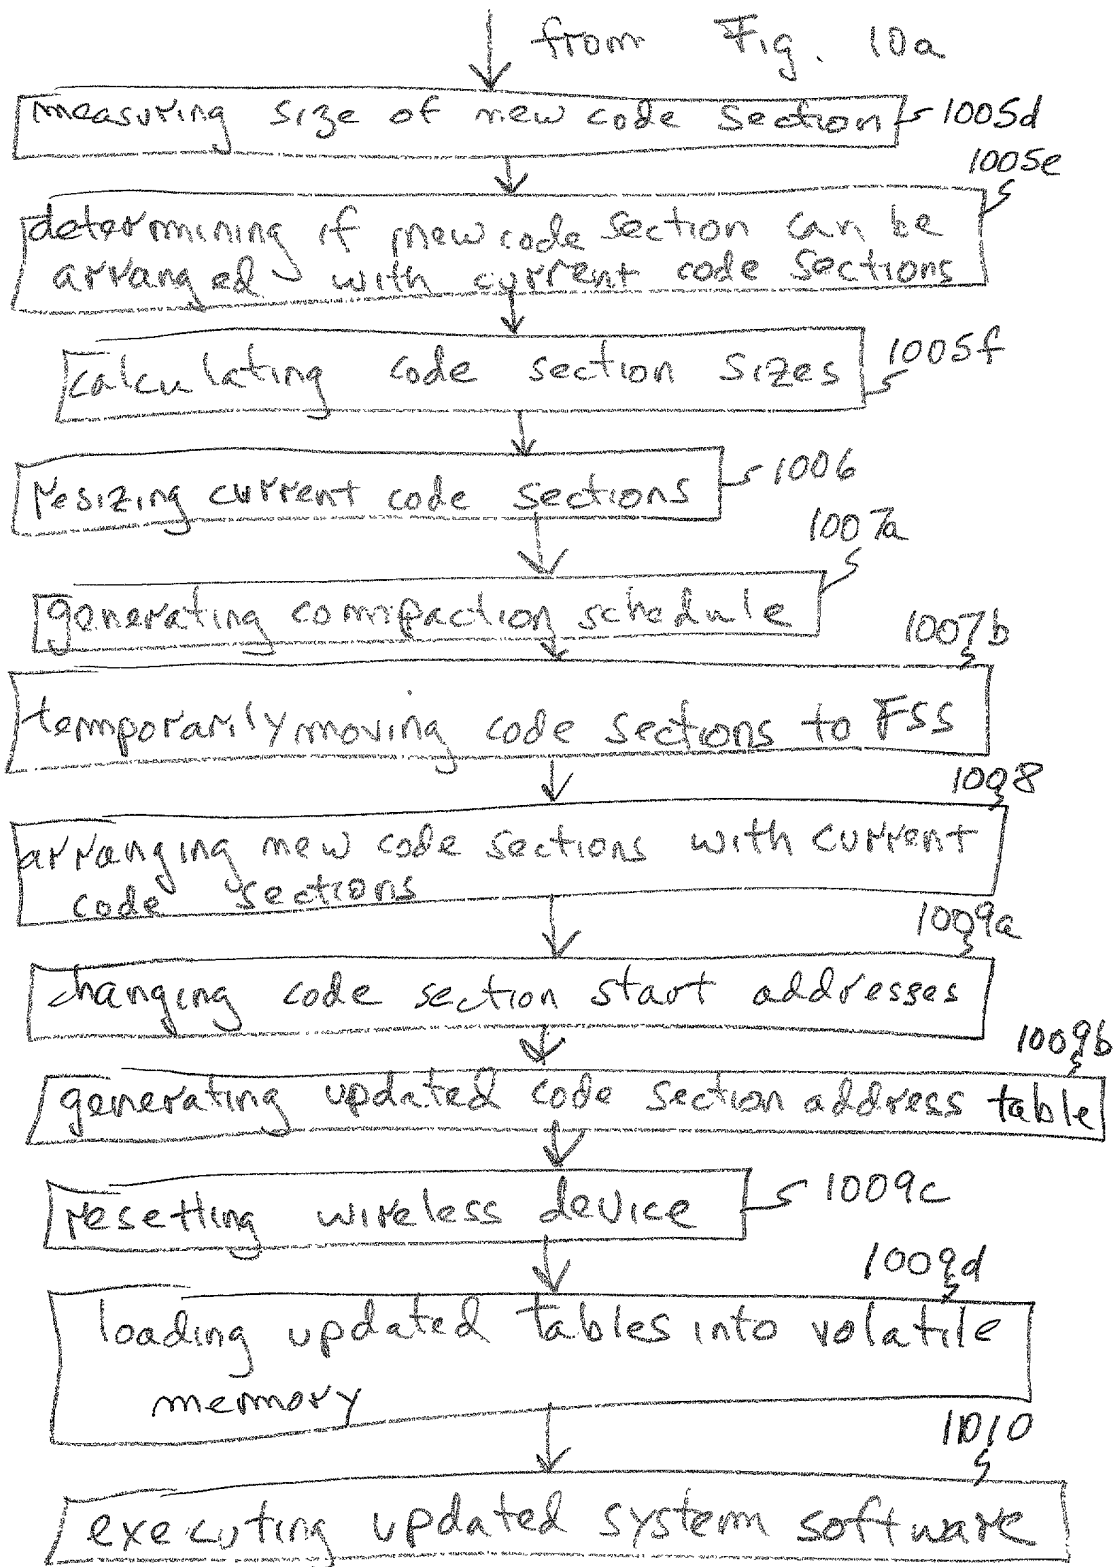 from Fig. 10a
measuring size of new code section 1005d
1005e
determining if new code section can be
arranged with current code sections
calculating code section sizes 1005f
resizing current code sections 1006
1007a
generating compaction schedule
1007b
temporarily moving code sections to FSS
1008
arranging new code sections with current
code sections
1009a
changing code section start addresses
1009b
generating updated code section address table
resetting wireless device 1009c
1009d
loading updated tables into volatile
memory
1010
executing updated system software